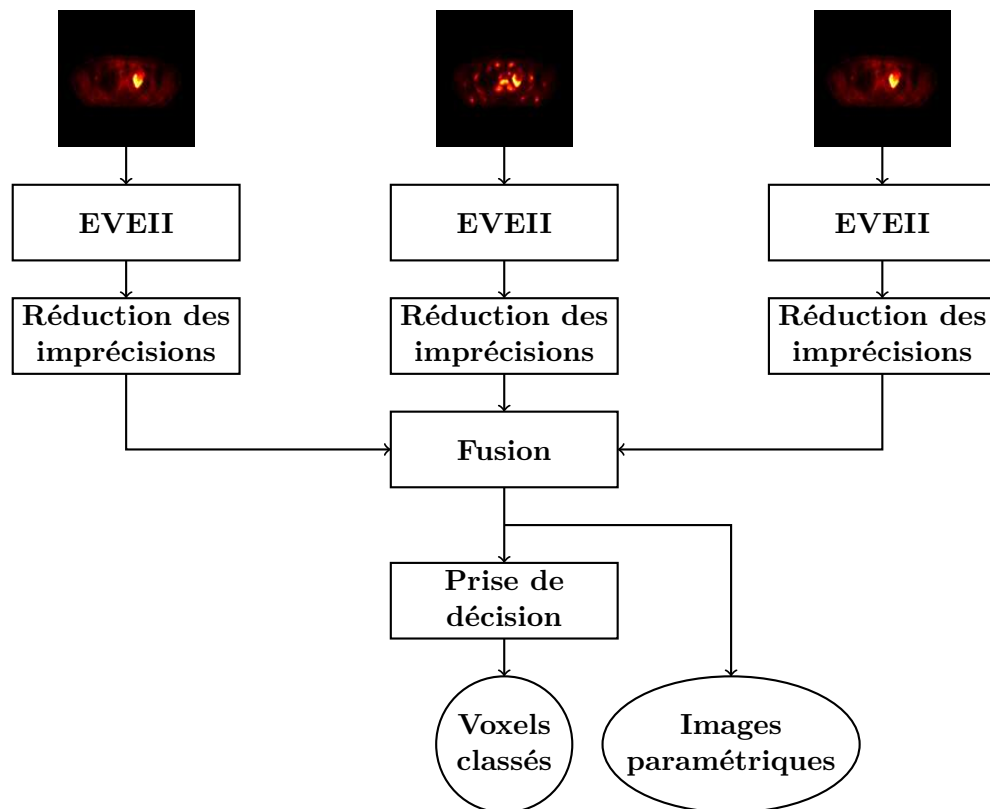 EVEII
EVEII
EVEII
Réduction des
imprécisions
Réduction des
imprécisions
Réduction des
imprécisions
Fusion
Prise de
décision
Voxels
classés
Images
paramétriques